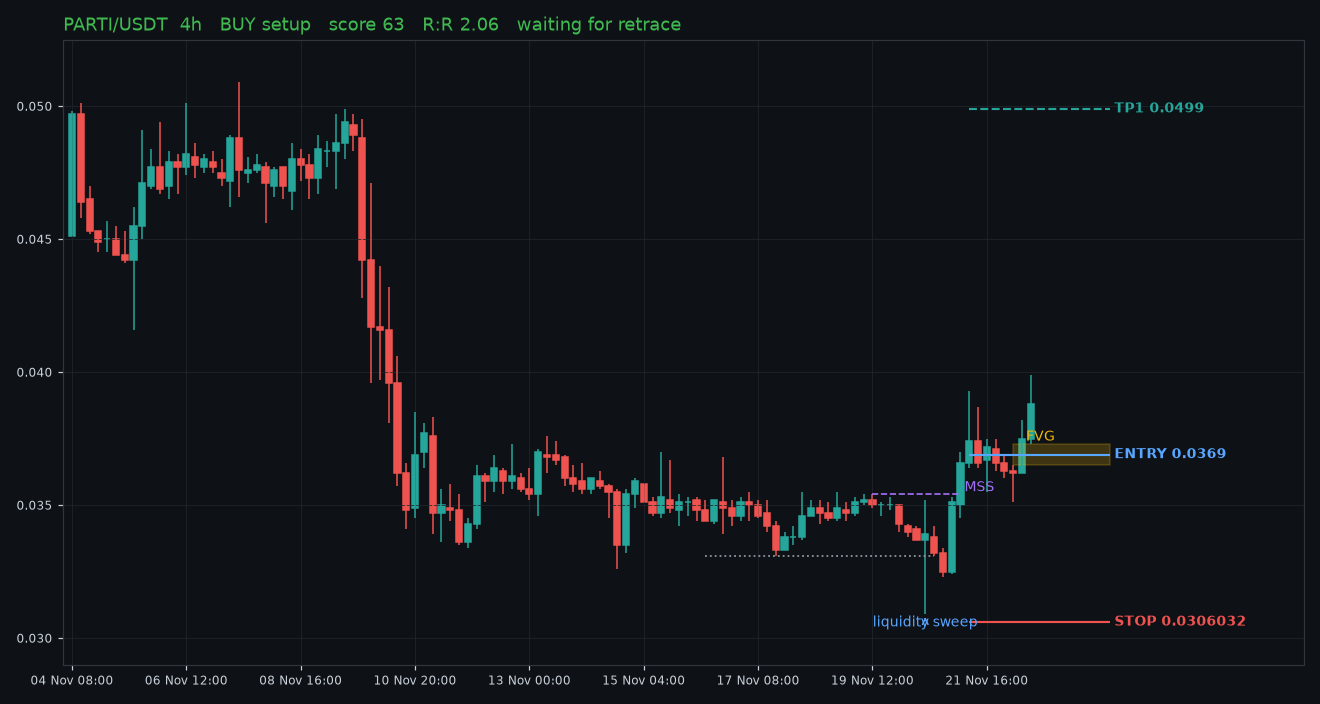 PARTI/USDT 4h BUY setup score 63 R:R 2.06 waiting for retrace
0.050
TP1 0.0499
0.045
0.040
FVG
ENTRY 0.0369
MSS
0.035
liquidity sweep
STOP 0.0306032
0.030
04 Nov 08:00 06 Nov 12:00 08 Nov 16:00 10 Nov 20:00 13 Nov 00:00 15 Nov 04:00 17 Nov 08:00 19 Nov 12:00 21 Nov 16:00